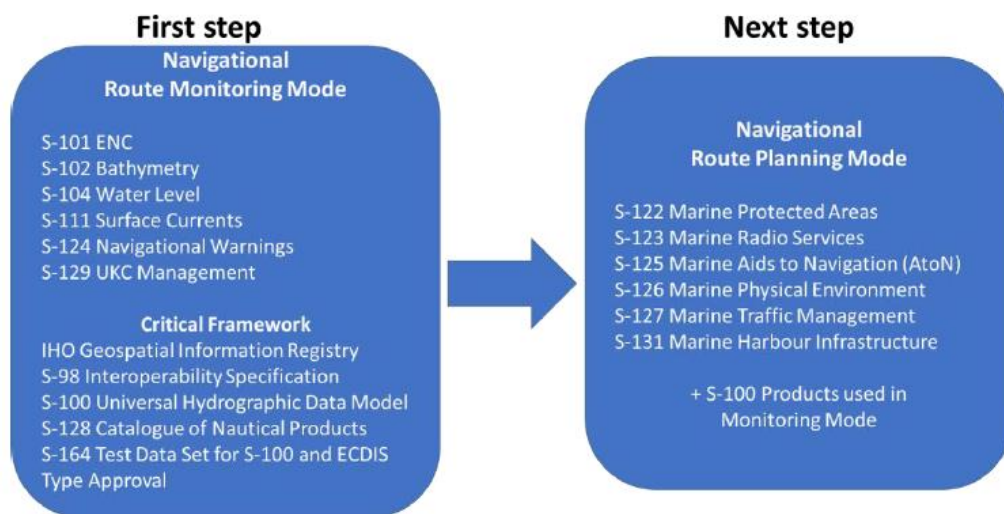 First step
Navigational
Route Monitoring Mode
S-101 ENC
S-102 Bathymetry
S-104 Water Level
S-111 Surface Currents
S-124 Navigational Warnings
S-129 UKC Management
Critical Framework
IHO Geospatial Information Registry
S-98 Interoperability Specification
S-100 Universal Hydrographic Data Model
S-128 Catalogue of Nautical Products
S-164 Test Data Set for S-100 and ECDIS
Type Approval
Next step
Navigational
Route Planning Mode
S-122 Marine Protected Areas
S-123 Marine Radio Services
S-125 Marine Aids to Navigation (AtoN)
S-126 Marine Physical Environment
S-127 Marine Traffic Management
S-131 Marine Harbour Infrastructure
+ S-100 Products used in
Monitoring Mode